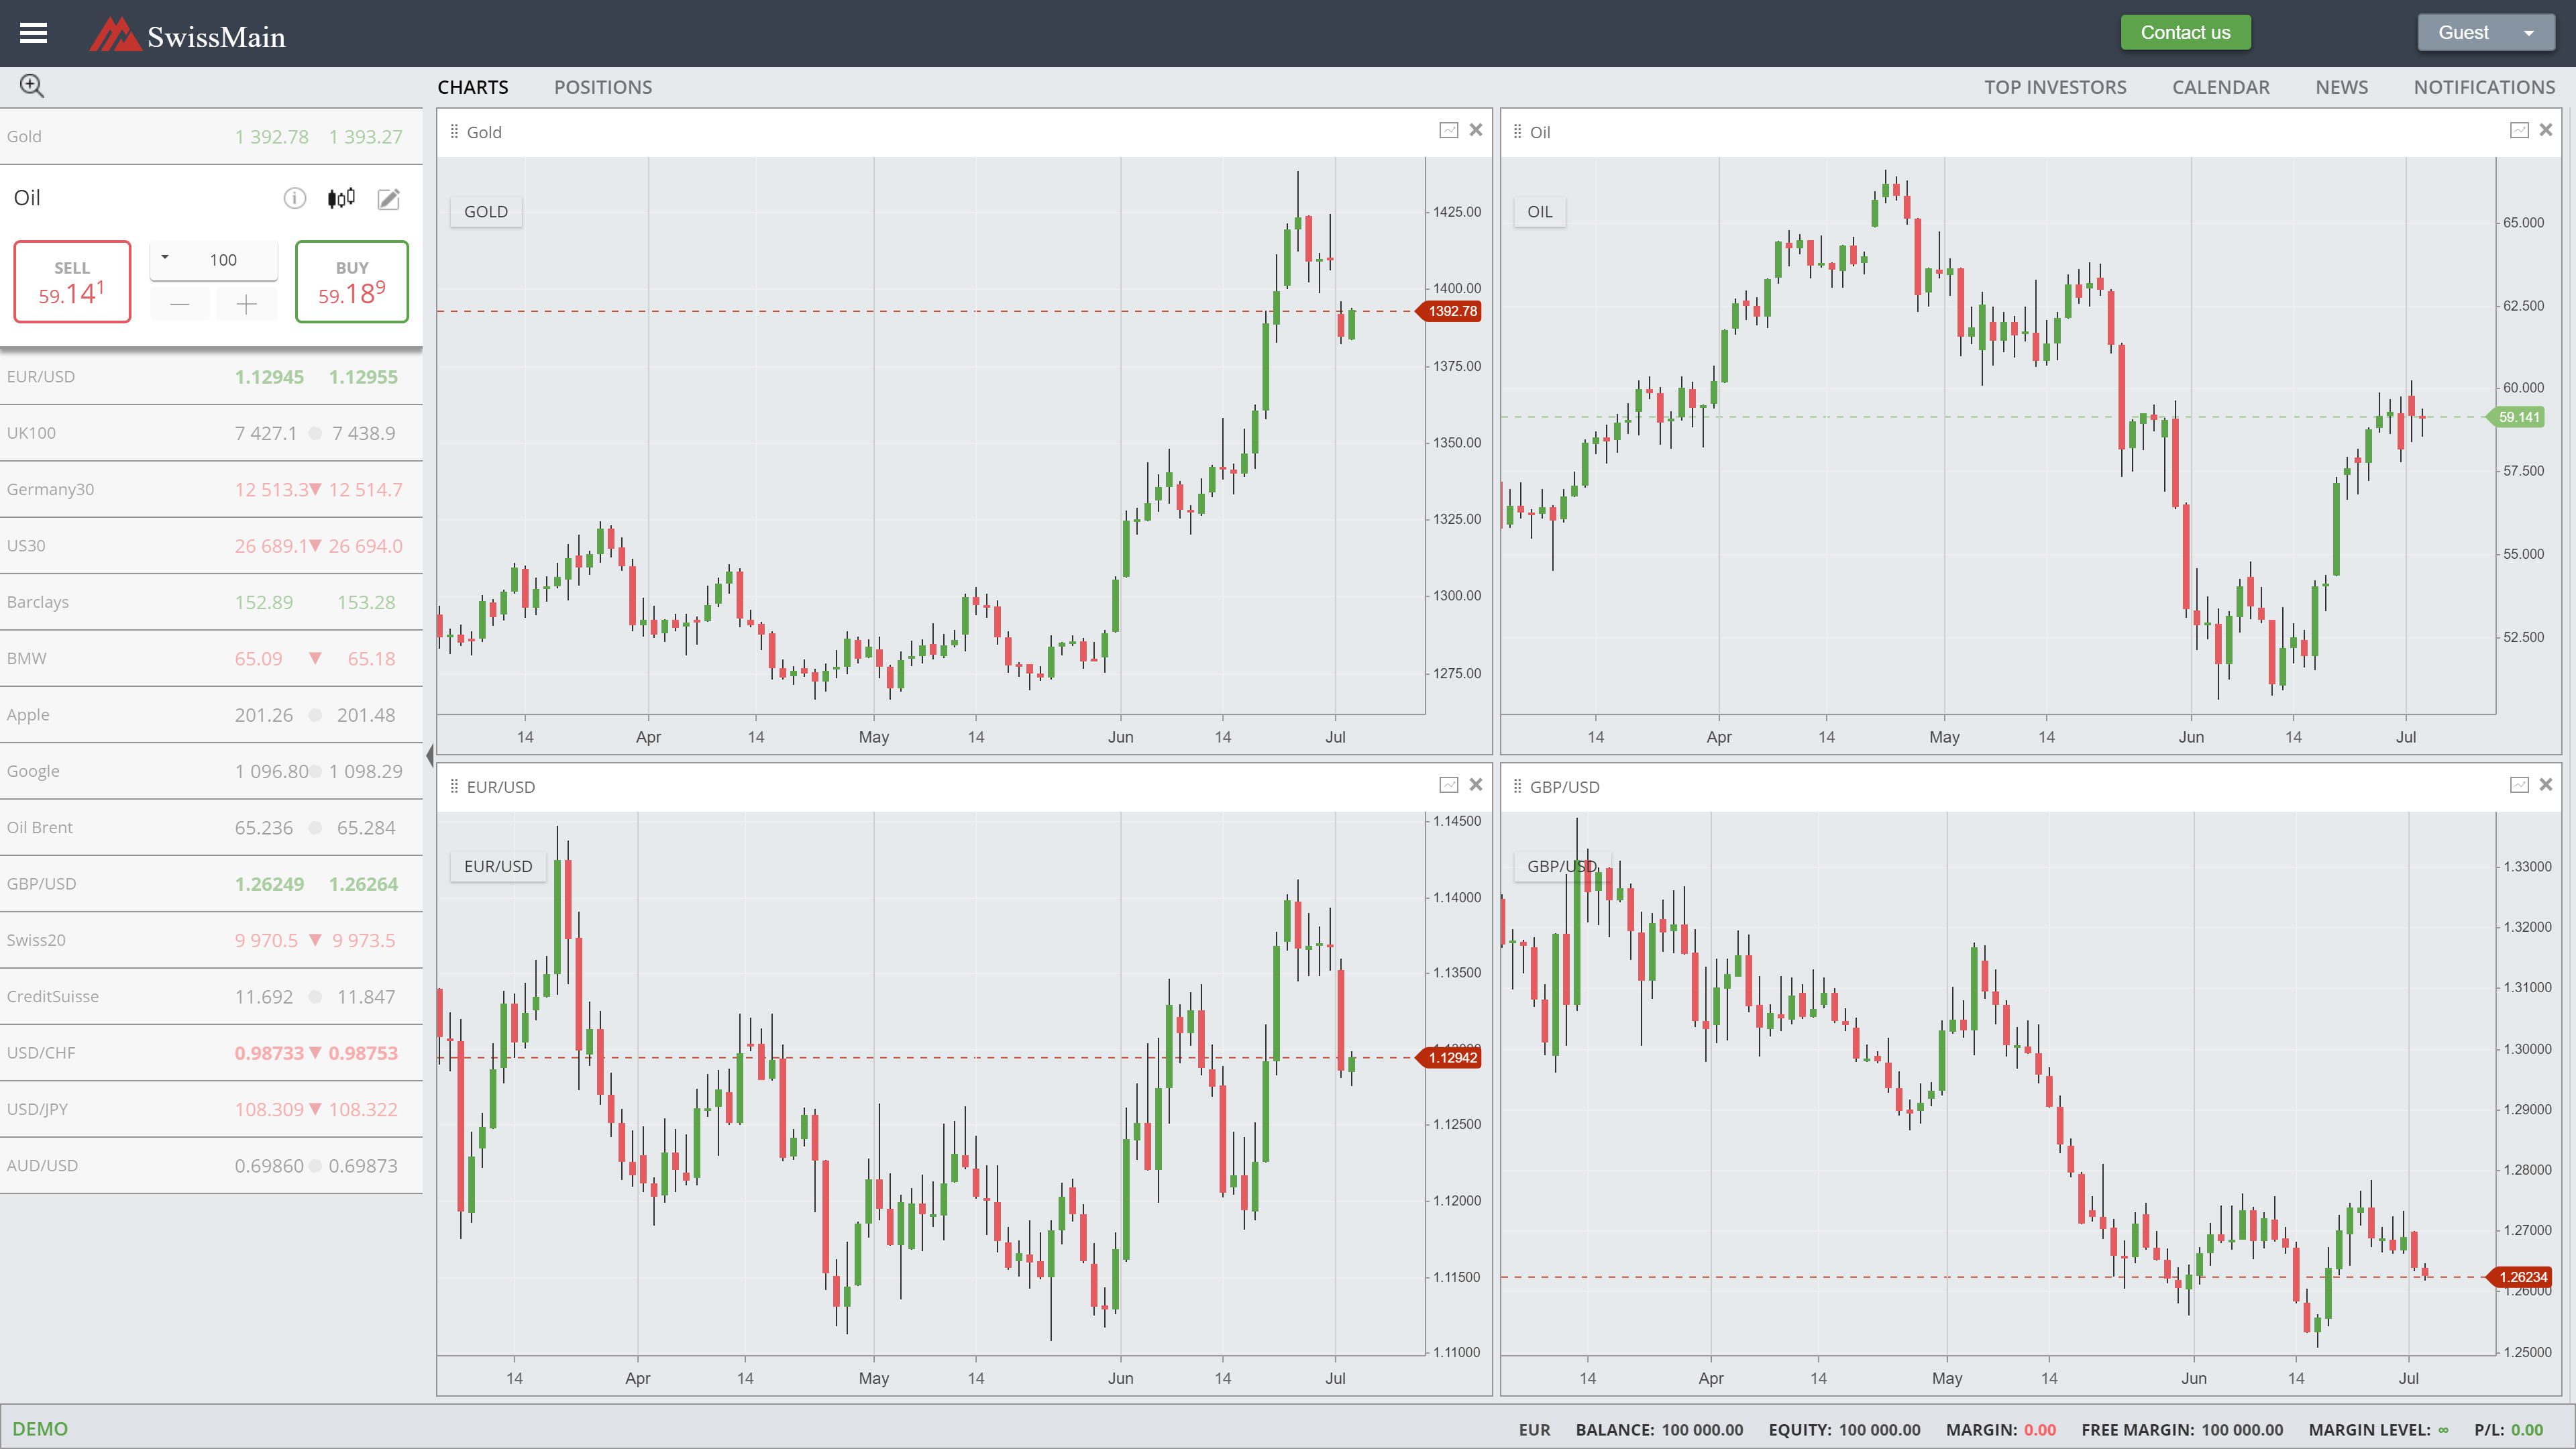 SwissMain
Contact us
Guest
CHARTS POSITIONS
TOP INVESTORS CALENDAR NEWS NOTIFICATIONS
Gold 1 392.78 1 393.27
Oil
SELL
59.14¹
100
BUY
59.18⁹
EUR/USD 1.12945 1.12955
UK100 7 427.1 7 438.9
Germany30 12 513.3 12 514.7
US30 26 689.1 26 694.0
Barclays 152.89 153.28
BMW 65.09 65.18
Apple 201.26 201.48
Google 1 096.80 1 098.29
Oil Brent 65.236 65.284
GBP/USD 1.26249 1.26264
Swiss20 9 970.5 9 973.5
CreditSuisse 11.692 11.847
USD/CHF 0.98733 0.98753
USD/JPY 108.309 108.322
AUD/USD 0.69860 0.69873
Gold
GOLD
1425.00
1400.00
1392.78
1375.00
1350.00
1325.00
1300.00
1275.00
14 Apr 14 May 14 Jun 14 Jul
Oil
OIL
65.000
62.500
60.000
59.141
57.500
55.000
52.500
14 Apr 14 May 14 Jun 14 Jul
EUR/USD
EUR/USD
1.14500
1.14000
1.13500
1.12942
1.12500
1.12000
1.11500
1.11000
14 Apr 14 May 14 Jun 14 Jul
GBP/USD
GBP/USD
1.33000
1.32000
1.31000
1.30000
1.29000
1.28000
1.27000
1.26234
1.26000
1.25000
14 Apr 14 May 14 Jun 14 Jul
DEMO
EUR BALANCE: 100 000.00 EQUITY: 100 000.00 MARGIN: 0.00 FREE MARGIN: 100 000.00 MARGIN LEVEL: ∞ P/L: 0.00